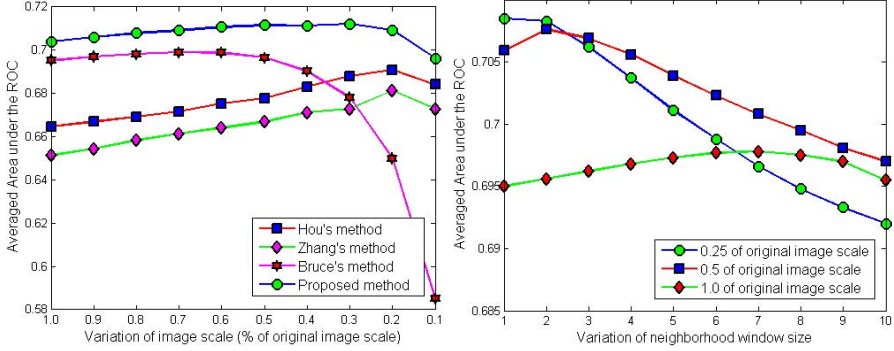 Averaged Area under the ROC
0.72
0.7
0.68
0.66
0.64
0.62
0.6
0.58
Hou's method
Zhang's method
Bruce's method
Proposed method
1.0 0.9 0.8 0.7 0.6 0.5 0.4 0.3 0.2 0.1
Variation of image scale (% of original image scale)
Averaged Area under the ROC
0.705
0.7
0.695
0.69
0.685
0.25 of original image scale
0.5 of original image scale
1.0 of original image scale
1 2 3 4 5 6 7 8 9 10
Variation of neighborhood window size